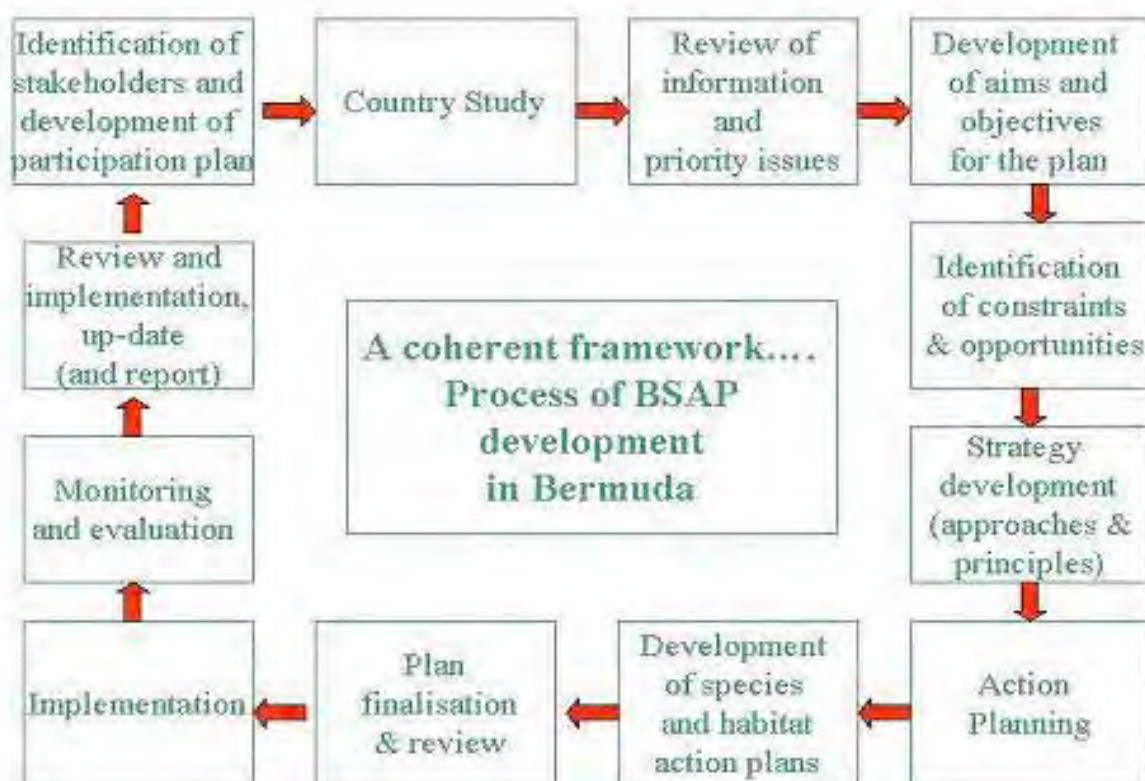 Identification of
stakeholders and
development of
participation plan
Country Study
Review of
information
and
priority issues
Development
of aims and
objectives
for the plan
Identification
of constraints
& opportunities
Strategy
development
(approaches &
principles)
Action
Planning
Development
of species
and habitat
action plans
Plan
finalisation
& review
Implementation
Monitoring
and evaluation
Review and
implementation,
up-date
(and report)
A coherent framework....
Process of BSAP
development
in Bermuda